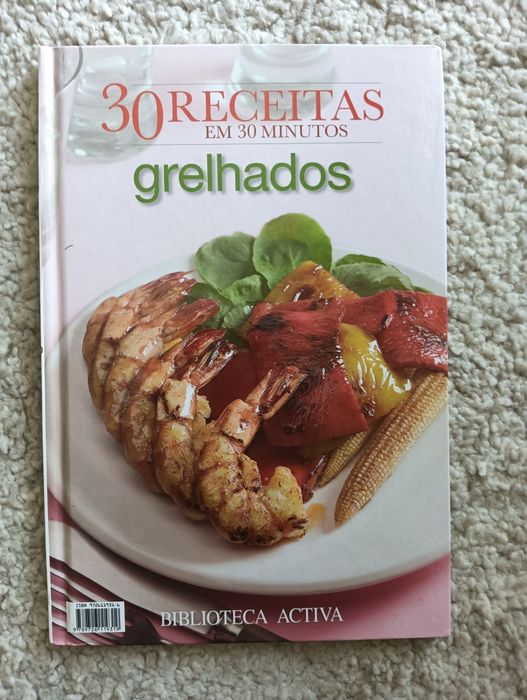 30 RECEITAS
EM 30 MINUTOS
grelhados
BIBLIOTECA ACTIVA